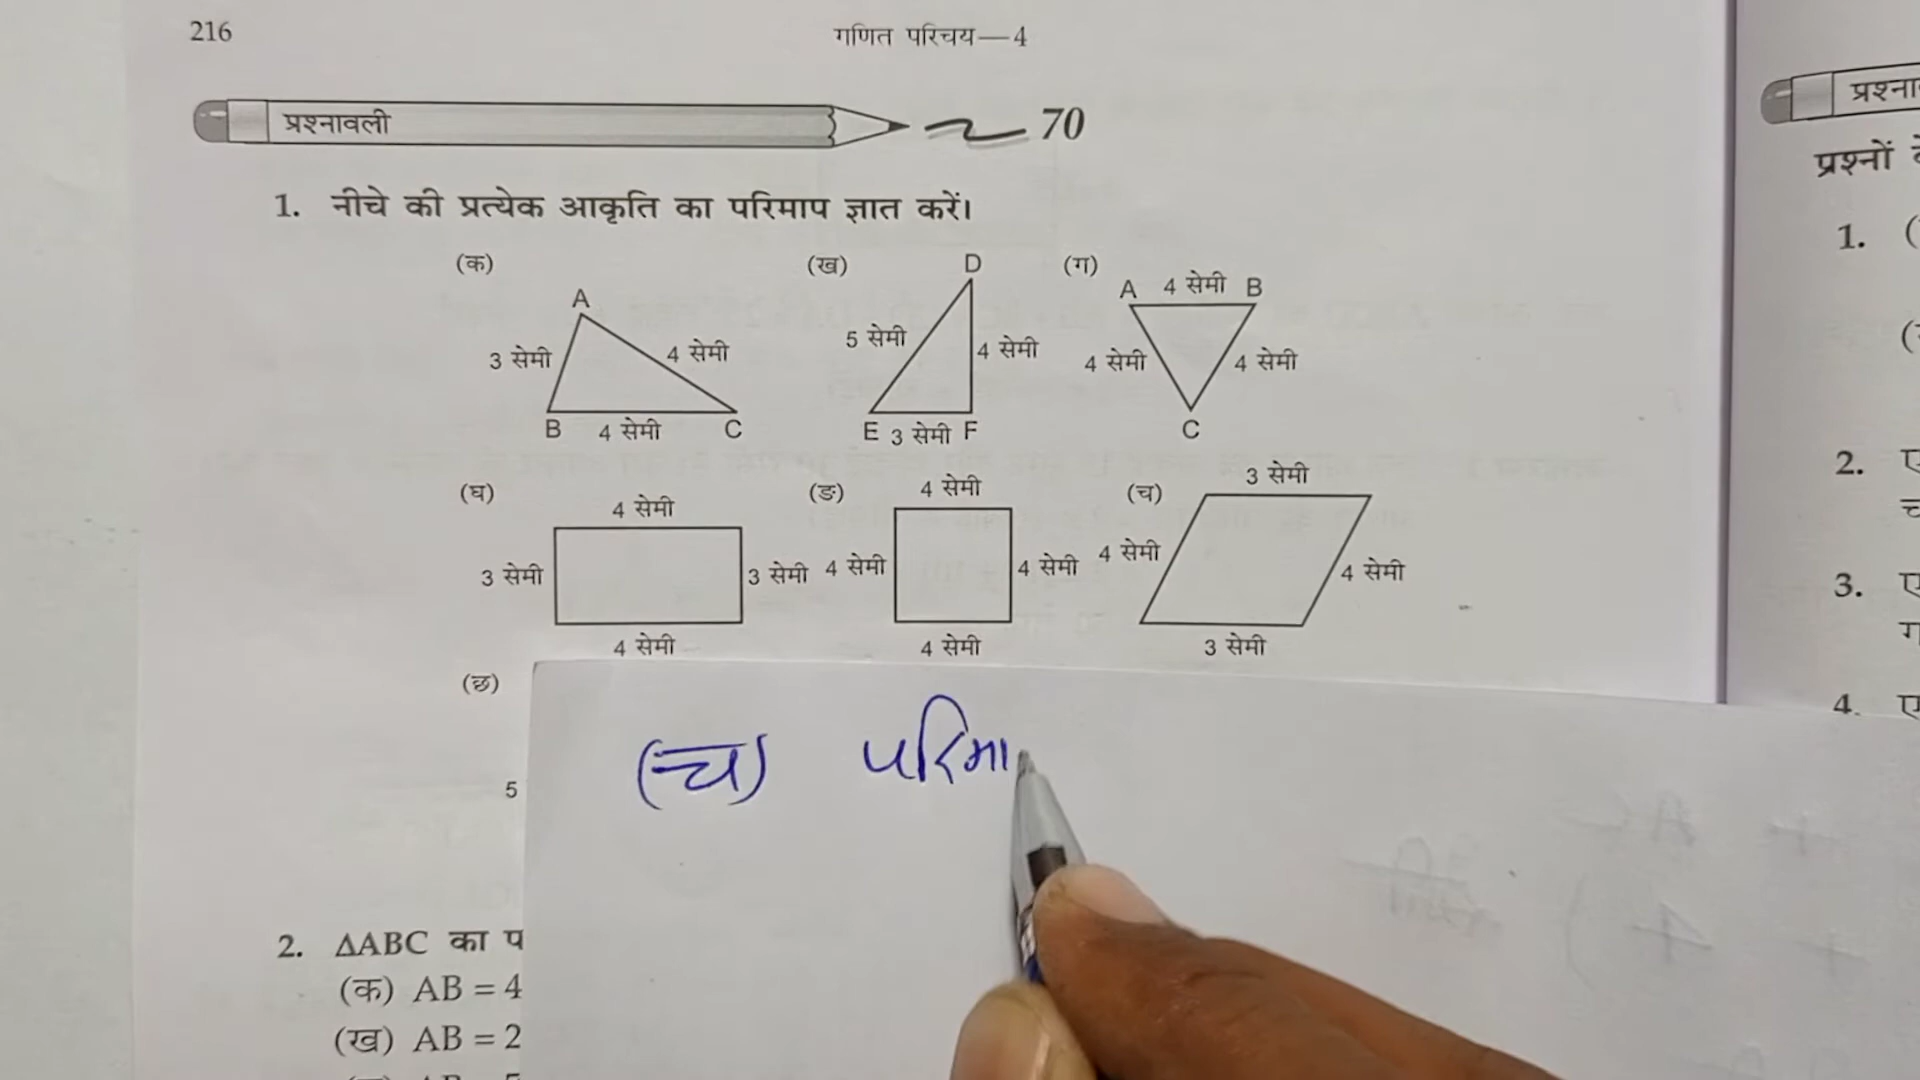 216
गणित परिचय—4
प्रश्नावली 70
1. नीचे की प्रत्येक आकृति का परिमाप ज्ञात करें।
(क) (ख) (ग)
A
3 सेमी 4 सेमी
B 4 सेमी C
D
5 सेमी 4 सेमी
E 3 सेमी F
A 4 सेमी B
4 सेमी 4 सेमी
C
(घ) (ङ) (च)
4 सेमी
3 सेमी 3 सेमी
4 सेमी
4 सेमी
4 सेमी 4 सेमी
4 सेमी
3 सेमी
4 सेमी 4 सेमी
3 सेमी
(छ)
5
(च) परिमा
2. ΔABC का प
(क) AB = 4
(ख) AB = 2
प्रश्ना
प्रश्नों
1. (
2. ए
च
3. ए
ग
4. ए